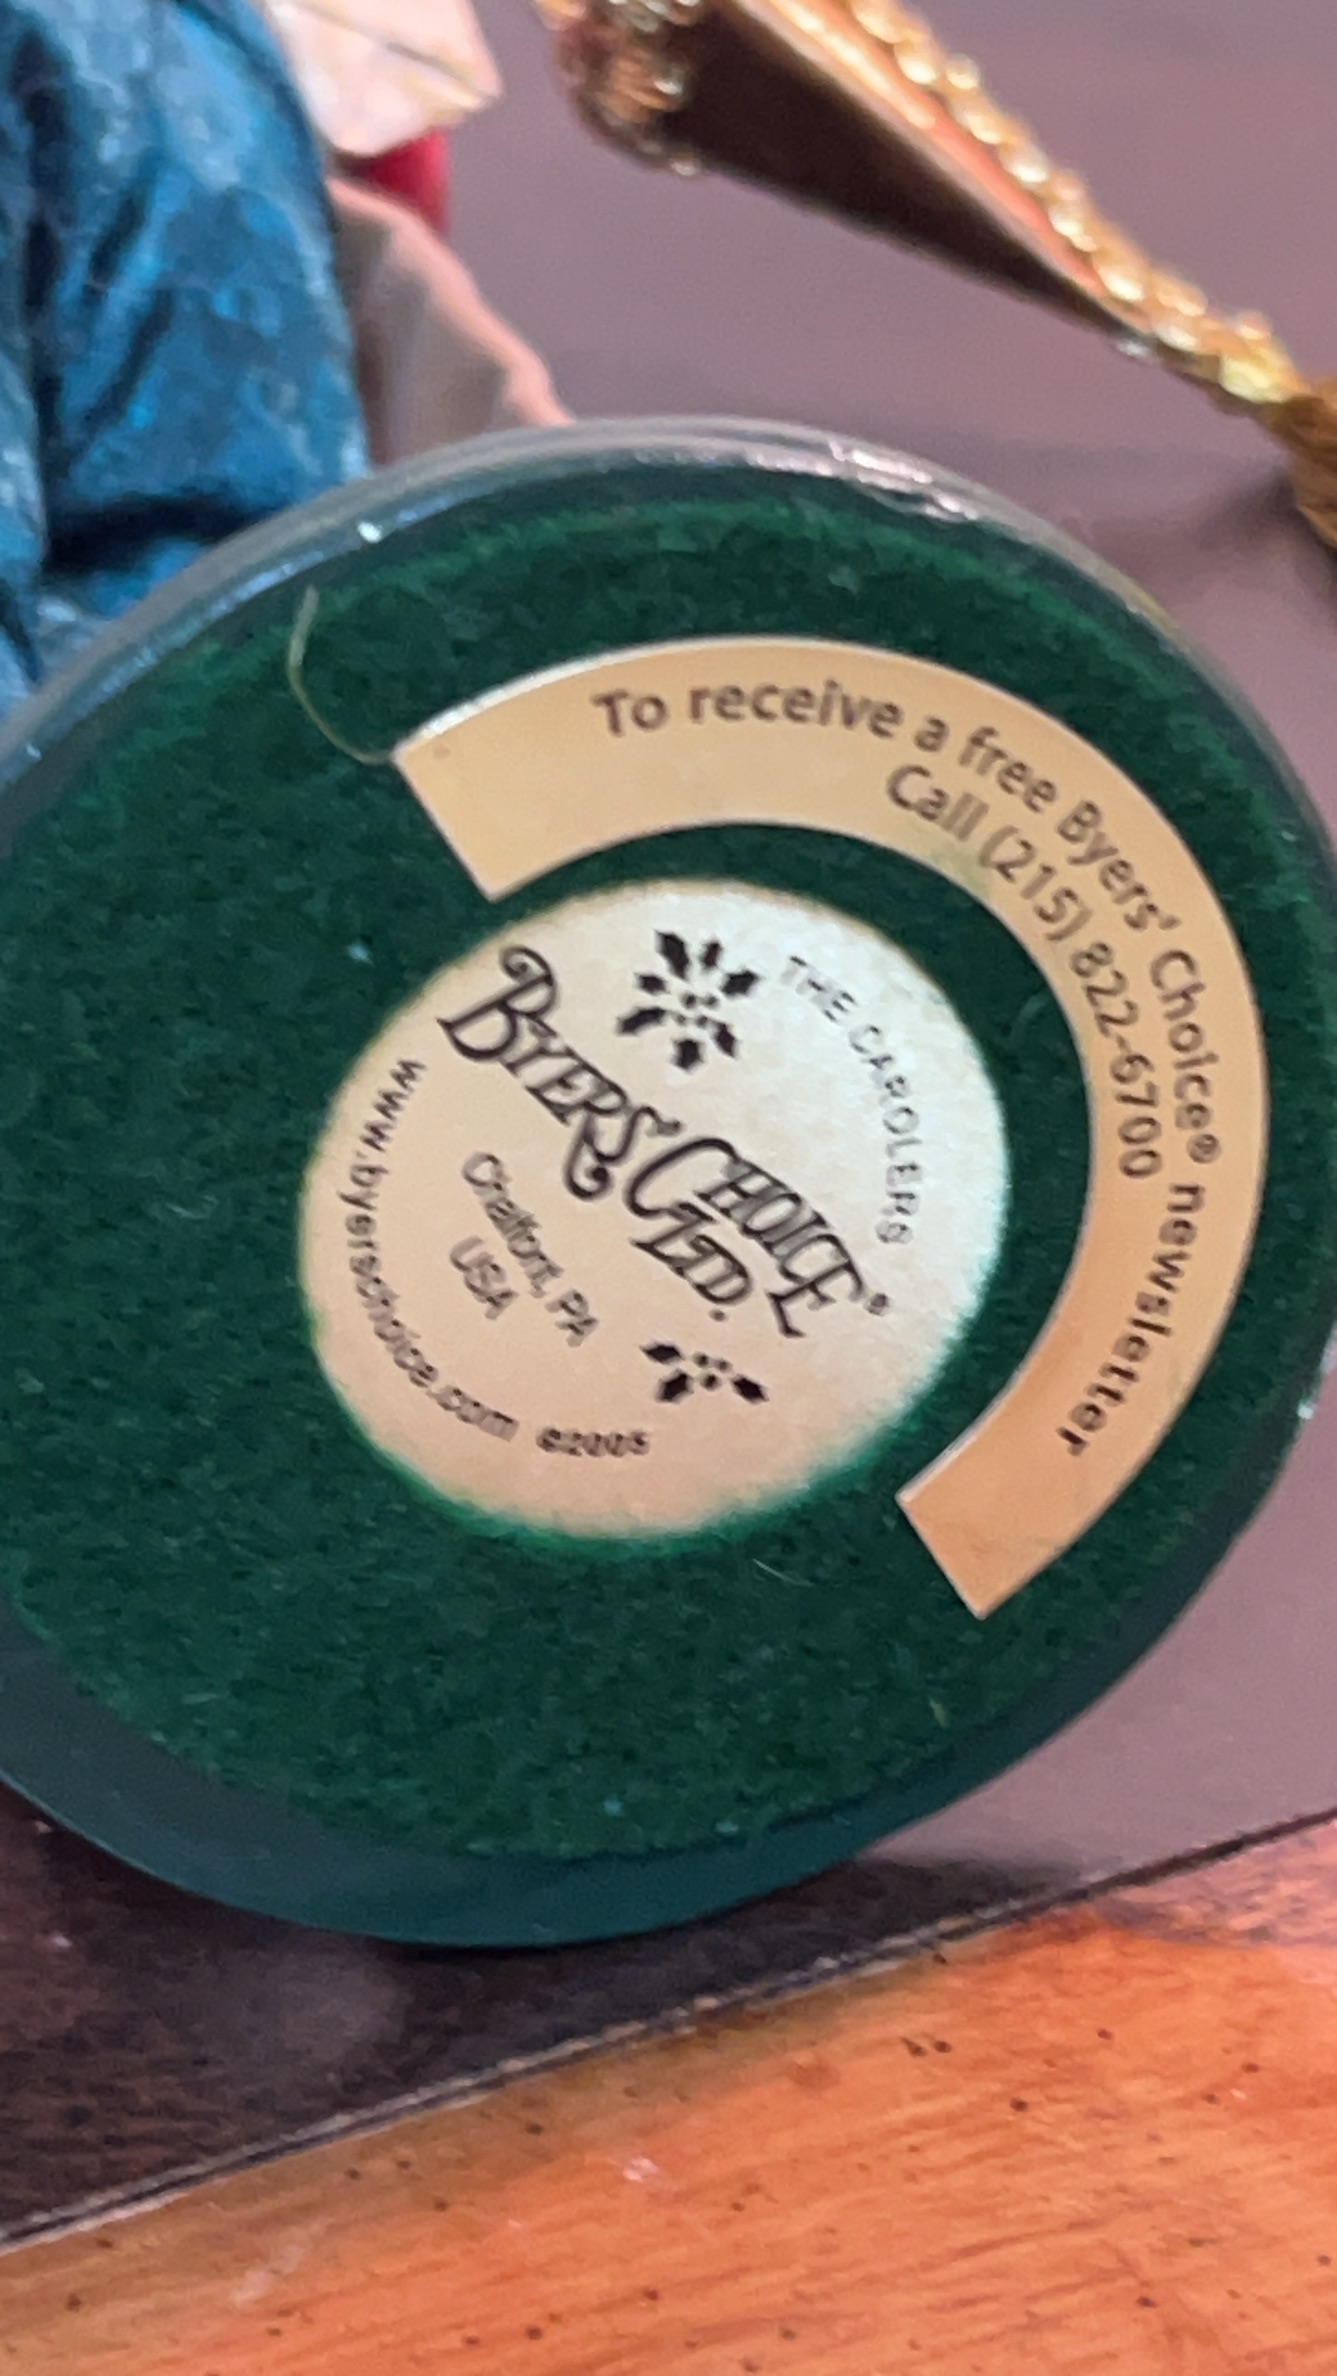 To receive a free Byers' Choice® newsletter
Call (215) 822-6700
THE CAROLERS
BYERS' CHOICE®
LTD.
Chalfont, PA
USA
www.byerschoice.com ©2005